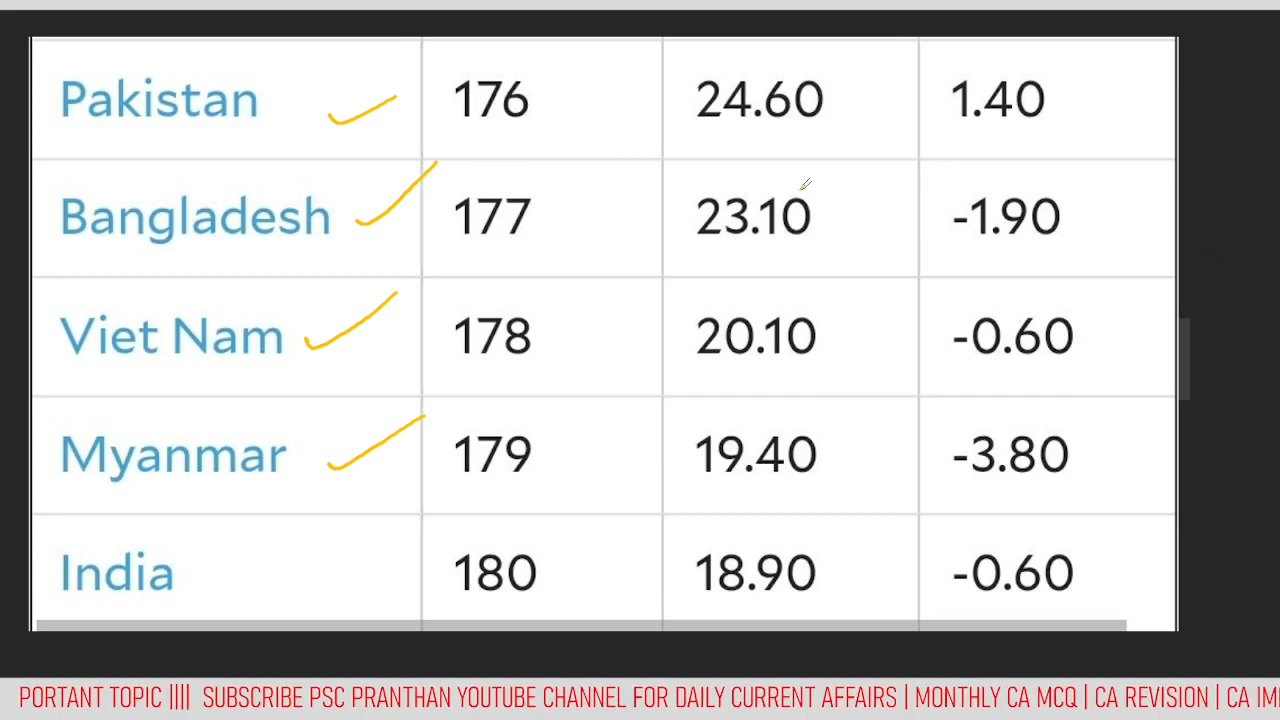 Pakistan 176 24.60 1.40
Bangladesh 177 23.10 -1.90
Viet Nam 178 20.10 -0.60
Myanmar 179 19.40 -3.80
India 180 18.90 -0.60
PORTANT TOPIC |||| SUBSCRIBE PSC PRANTHAN YOUTUBE CHANNEL FOR DAILY CURRENT AFFAIRS | MONTHLY CA MCQ | CA REVISION | CA IM